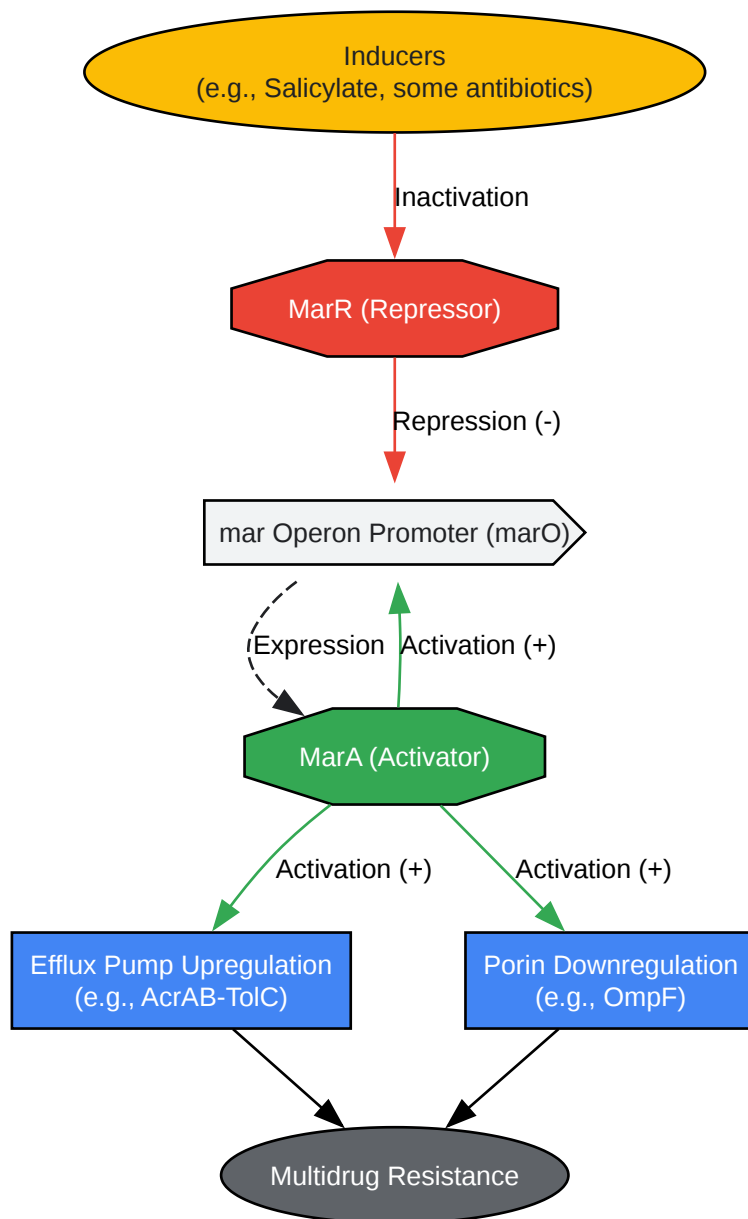 Inducers
(e.g., Salicylate, some antibiotics)
Inactivation
MarR (Repressor)
Repression (-)
mar Operon Promoter (marO)
Expression
Activation (+)
MarA (Activator)
Activation (+)
Activation (+)
Efflux Pump Upregulation
(e.g., AcrAB-TolC)
Porin Downregulation
(e.g., OmpF)
Multidrug Resistance